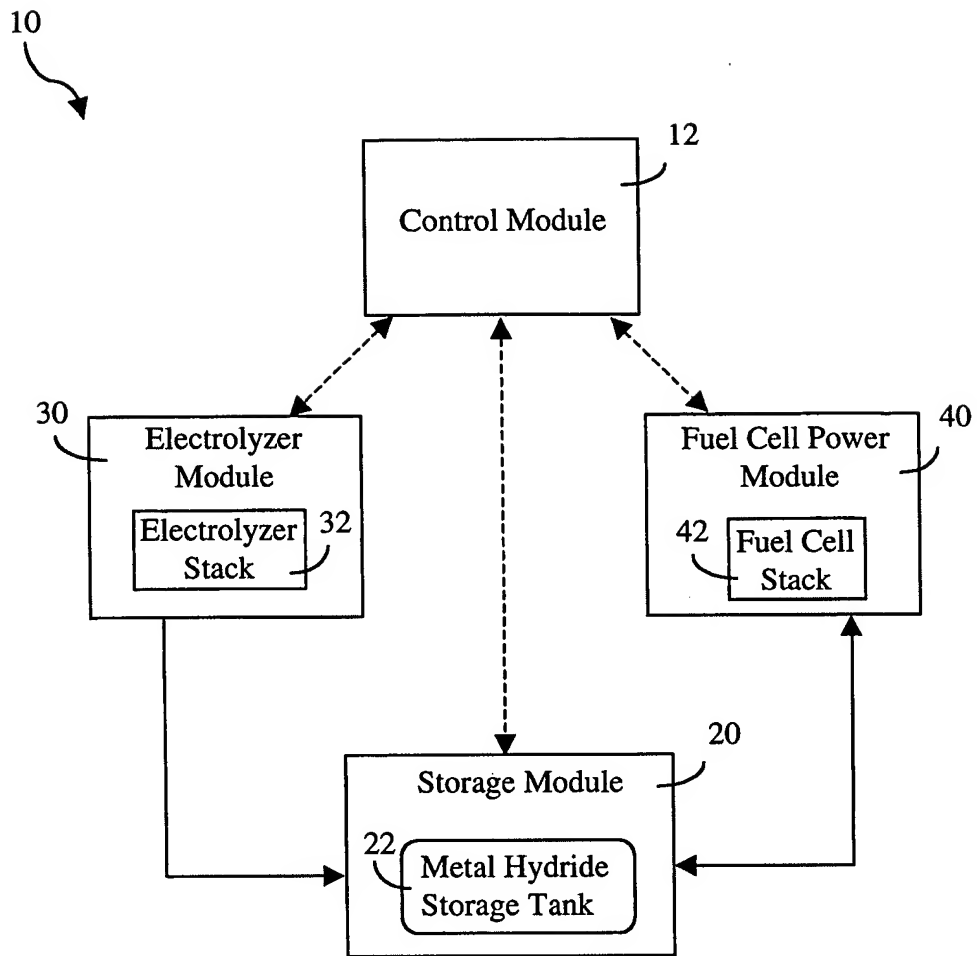 10
12
Control Module
30
Electrolyzer
Module
Electrolyzer
Stack
32
Fuel Cell Power
Module
40
42
Fuel Cell
Stack
20
Storage Module
22
Metal Hydride
Storage Tank